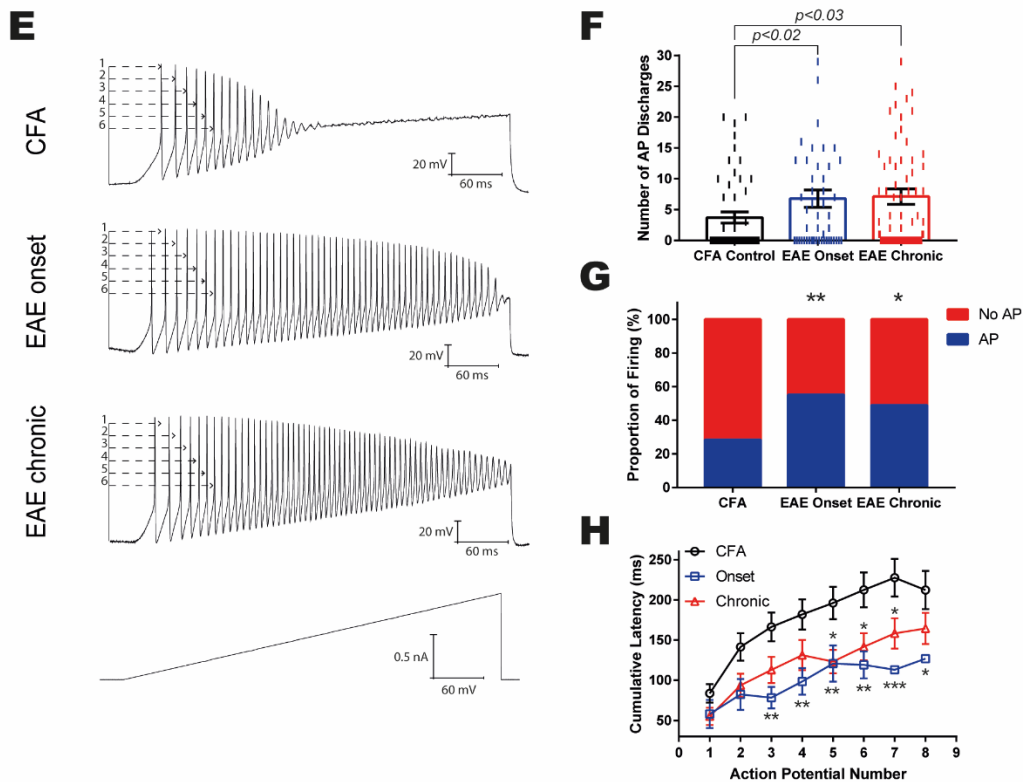 E
CFA
1
2
3
4
5
6
20 mV
60 ms
EAE onset
1
2
3
4
5
6
20 mV
60 ms
EAE chronic
1
2
3
4
5
6
20 mV
60 ms
0.5 nA
60 mV
F
p<0.03
p<0.02
Number of AP Discharges
30
25
20
15
10
5
0
CFA Control EAE Onset EAE Chronic
G
** *
Proportion of Firing (%)
100
80
60
40
20
0
CFA EAE Onset EAE Chronic
No AP
AP
H
Cumulative Latency (ms)
250
200
150
100
50
CFA
Onset
Chronic
* * *
** ** ** ** *** *
0 1 2 3 4 5 6 7 8 9
Action Potential Number